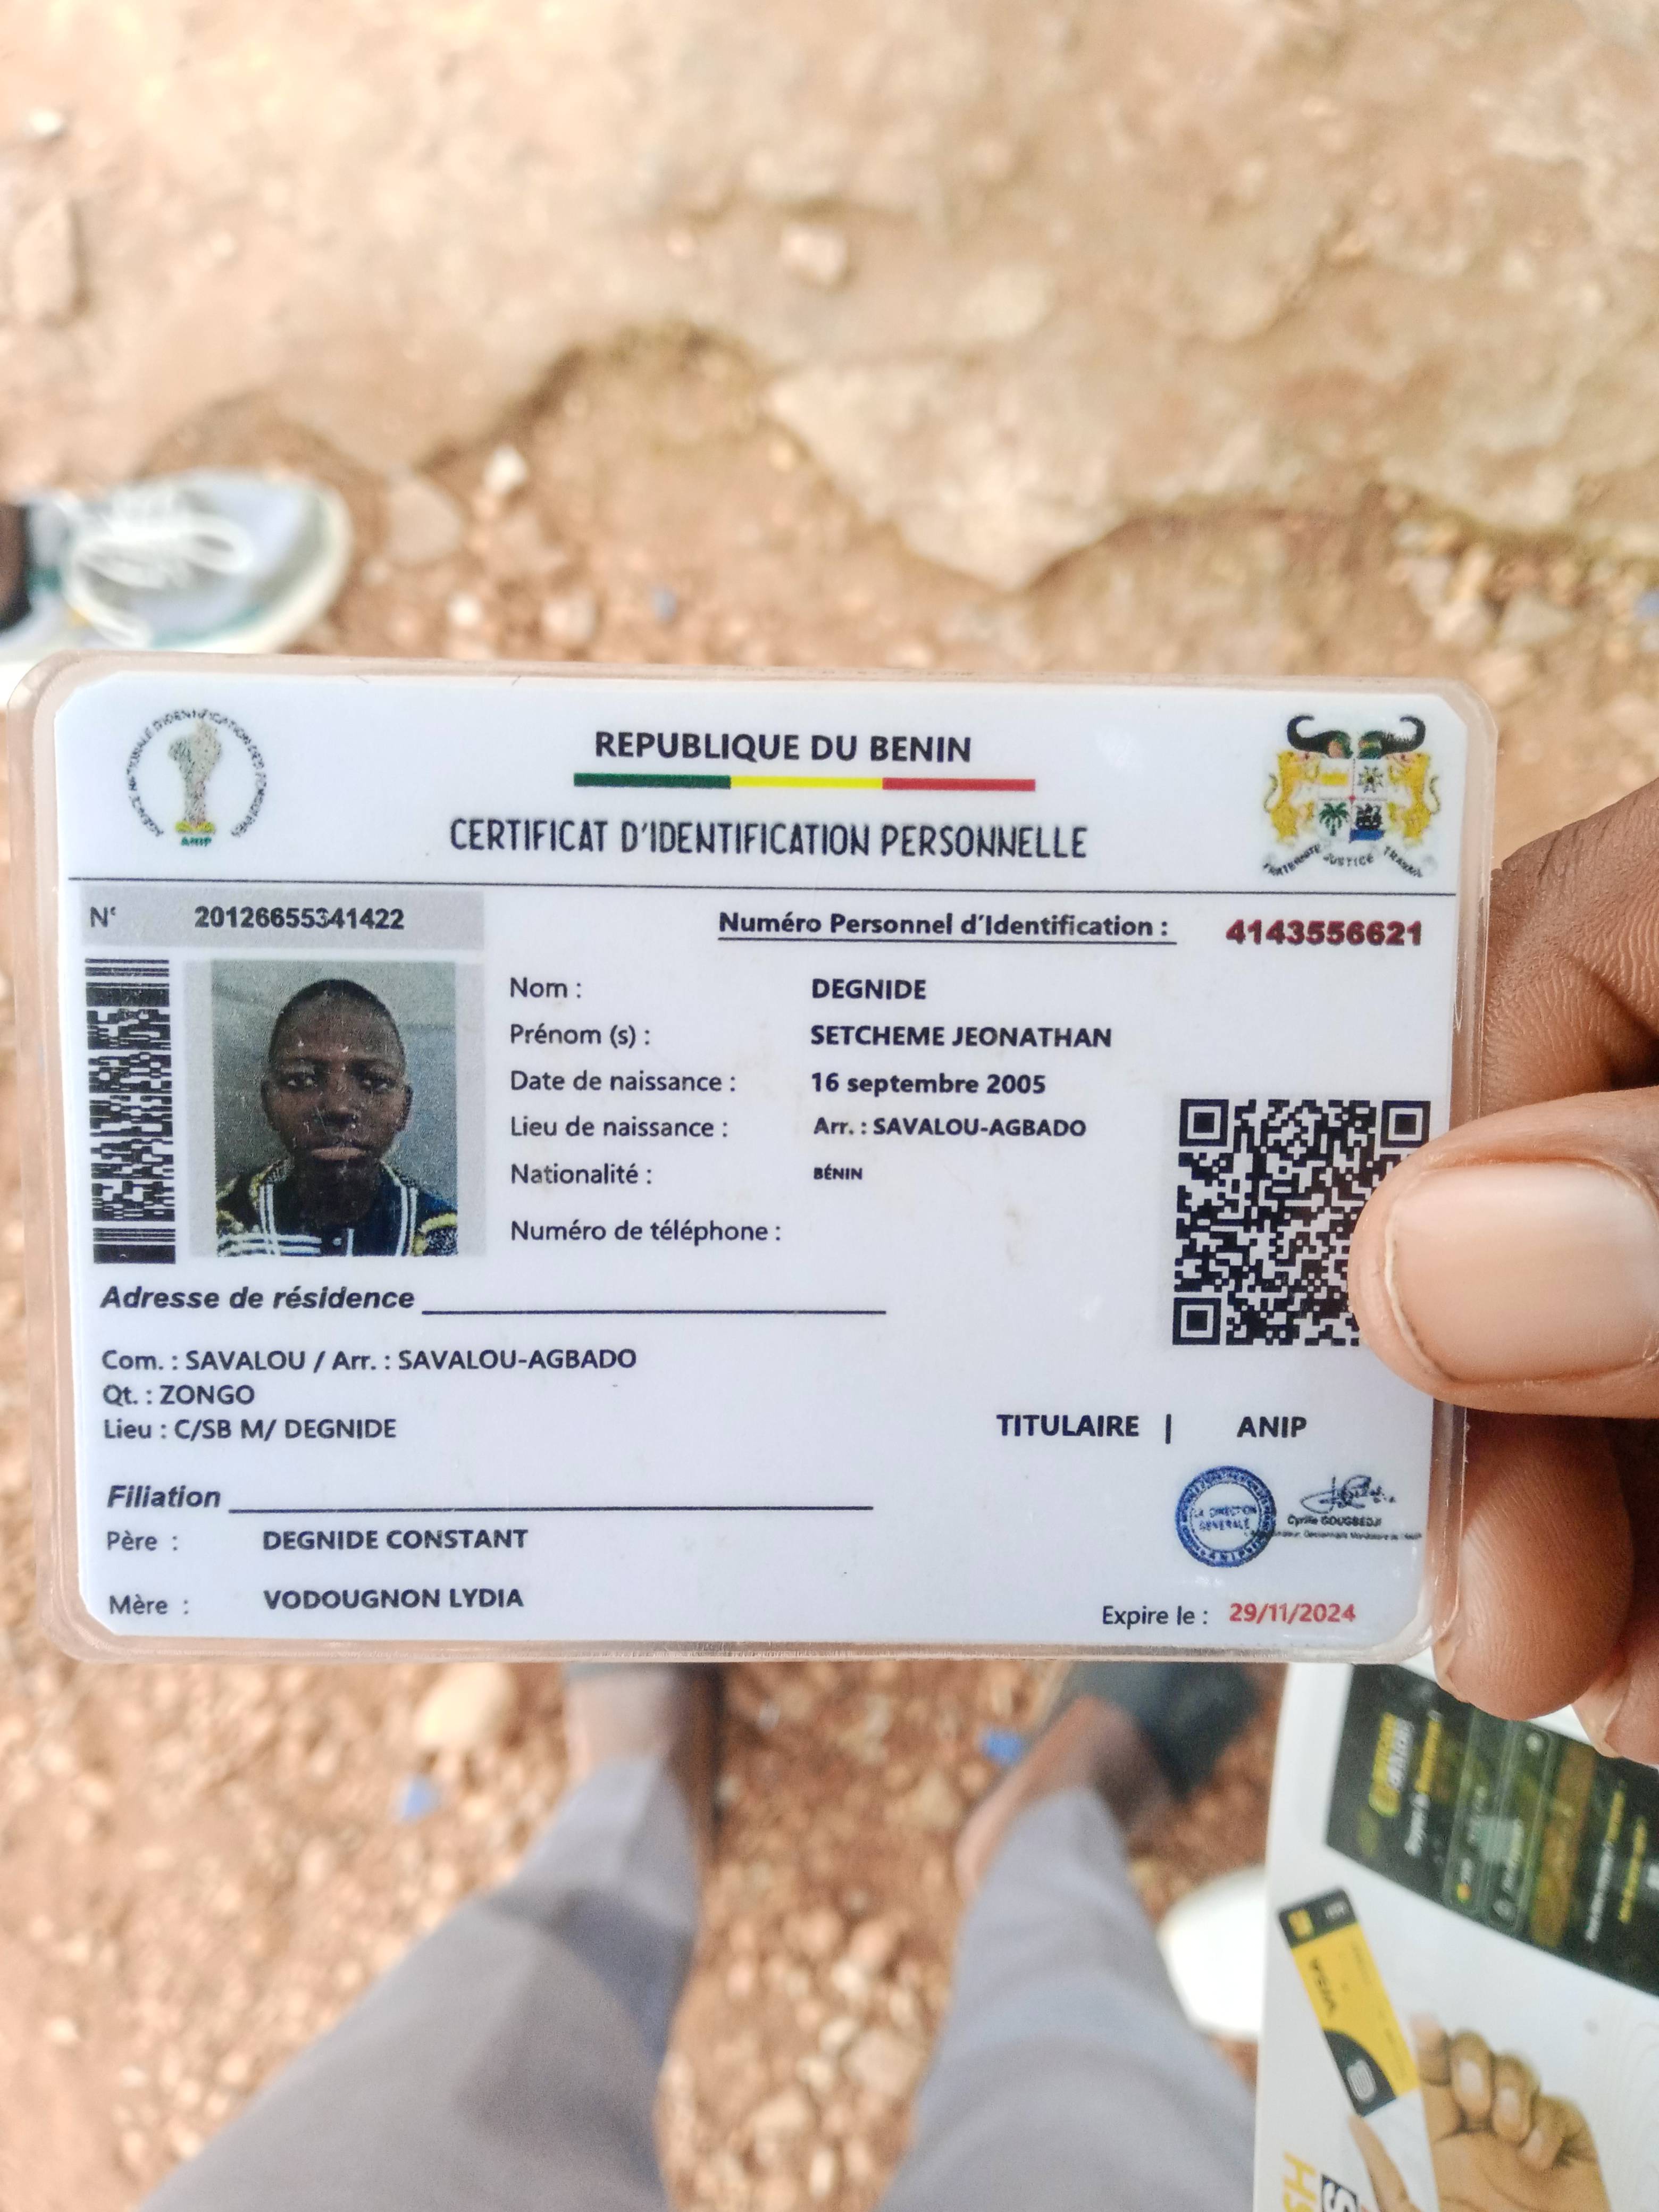 AGENCE NATIONALE D'IDENTIFICATION DES PERSONNES
ANIP
REPUBLIQUE DU BENIN
CERTIFICAT D'IDENTIFICATION PERSONNELLE
FRATERNITE JUSTICE TRAVAIL
N° 20126655341422
Numéro Personnel d'Identification : 4143556621
Nom : DEGNIDE
Prénom (s) : SETCHEME JEONATHAN
Date de naissance : 16 septembre 2005
Lieu de naissance : Arr. : SAVALOU-AGBADO
Nationalité : BÉNIN
Numéro de téléphone :
Adresse de résidence
Com. : SAVALOU / Arr. : SAVALOU-AGBADO
Qt. : ZONGO
Lieu : C/SB M/ DEGNIDE
TITULAIRE | ANIP
Filiation
Père : DEGNIDE CONSTANT
Mère : VODOUGNON LYDIA
LA DIRECTION
GENERALE
Cyrille GOUGBEDJI
Expire le : 29/11/2024
VISA